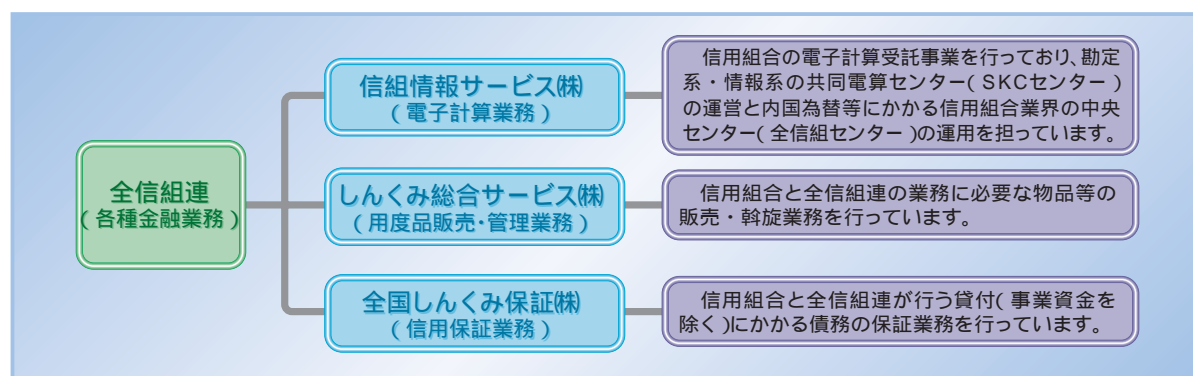 全信組連
(各種金融業務)
信組情報サービス㈱
(電子計算業務)
信用組合の電子計算受託事業を行っており、勘定
系・情報系の共同電算センター(SKCセンター)
の運営と内国為替等にかかる信用組合業界の中央
センター(全信組センター)の運用を担っています。
しんくみ総合サービス㈱
(用度品販売・管理業務)
信用組合と全信組連の業務に必要な物品等の
販売・斡旋業務を行っています。
全国しんくみ保証㈱
(信用保証業務)
信用組合と全信組連が行う貸付(事業資金を
除く)にかかる債務の保証業務を行っています。